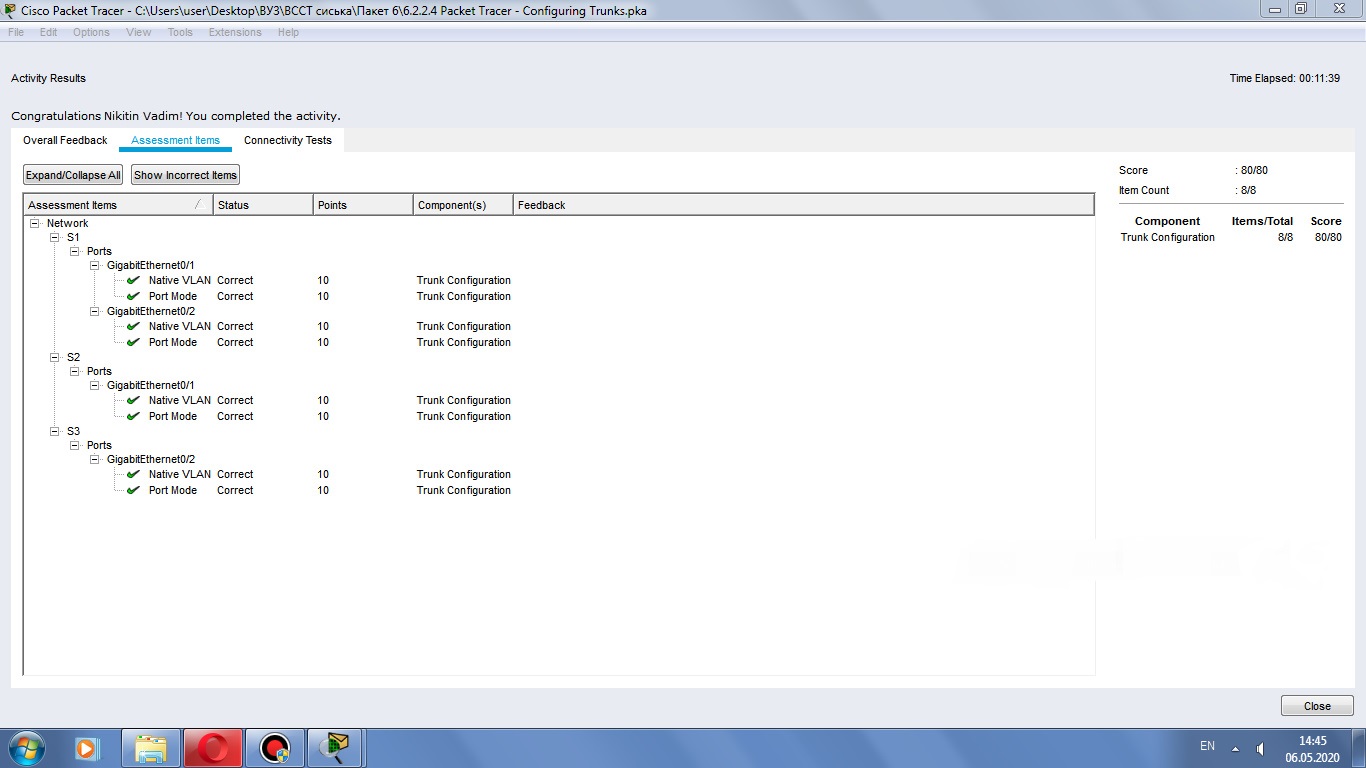 Cisco Packet Tracer - C:\Users\user\Desktop\ВУЗ\ВССТ сиська\Пакет 6\6.2.2.4 Packet Tracer - Configuring Trunks.pka
File Edit Options View Tools Extensions Help
Activity Results
Time Elapsed: 00:11:39
Congratulations Nikitin Vadim! You completed the activity.
Overall Feedback Assessment Items Connectivity Tests
Expand/Collapse All Show Incorrect Items
Assessment Items Status Points Component(s) Feedback
Network
S1
Ports
GigabitEthernet0/1
Native VLAN Correct 10 Trunk Configuration
Port Mode Correct 10 Trunk Configuration
GigabitEthernet0/2
Native VLAN Correct 10 Trunk Configuration
Port Mode Correct 10 Trunk Configuration
S2
Ports
GigabitEthernet0/1
Native VLAN Correct 10 Trunk Configuration
Port Mode Correct 10 Trunk Configuration
S3
Ports
GigabitEthernet0/2
Native VLAN Correct 10 Trunk Configuration
Port Mode Correct 10 Trunk Configuration
Score : 80/80
Item Count : 8/8
Component Items/Total Score
Trunk Configuration 8/8 80/80
Close
EN
14:45
06.05.2020